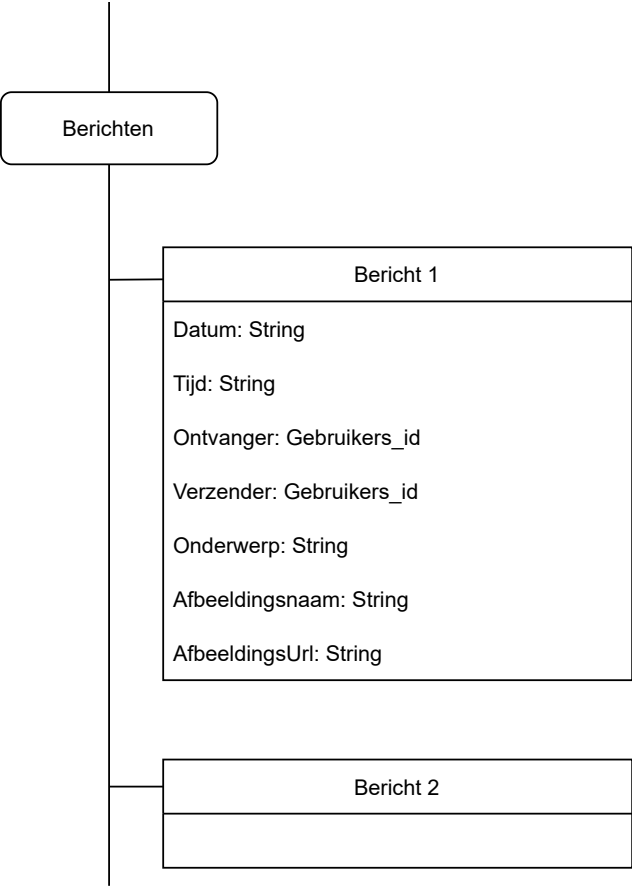 Berichten
Bericht 1
Datum: String
Tijd: String
Ontvanger: Gebruikers_id
Verzender: Gebruikers_id
Onderwerp: String
Afbeeldingsnaam: String
AfbeeldingsUrl: String
Bericht 2